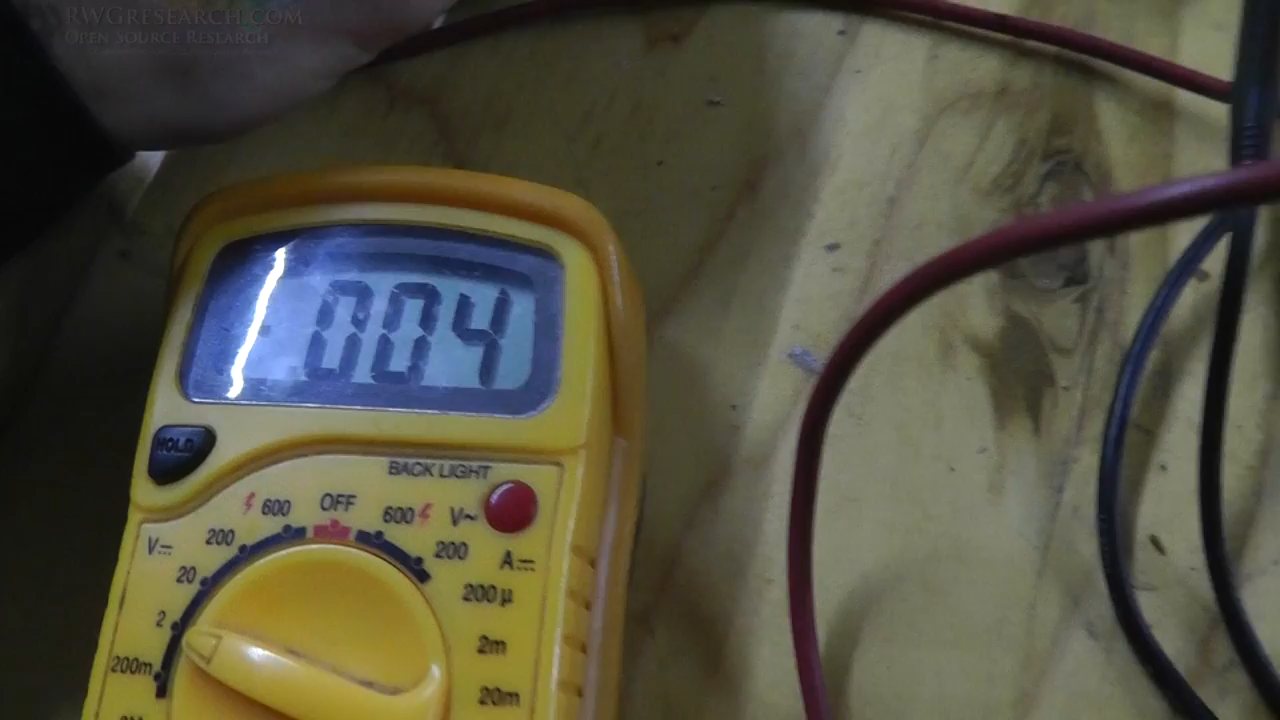 RWGresearch.com
Open Source Research
004
HOLD
BACK LIGHT
600 OFF 600 V~
V⎓ 200 200 A⎓
20 200µ
2 2m
200m 20m